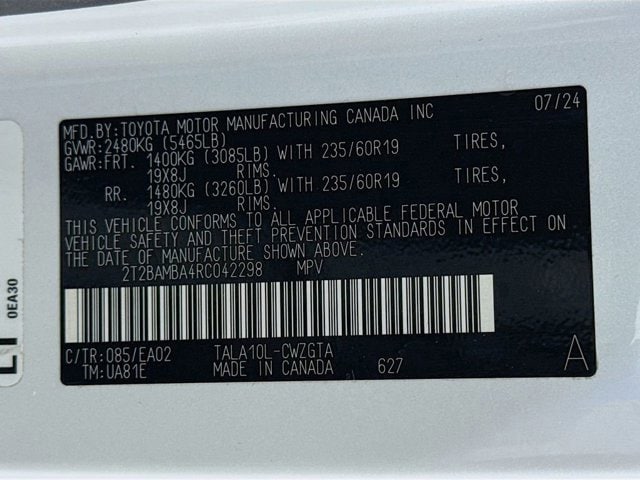 MFD.BY:TOYOTA MOTOR MANUFACTURING CANADA INC 07/24
GVWR:2480KG (5465LB)
GAWR:FRT. 1400KG (3085LB) WITH 235/60R19 TIRES,
19X8J RIMS.
RR. 1480KG (3260LB) WITH 235/60R19 TIRES,
19X8J RIMS.
THIS VEHICLE CONFORMS TO ALL APPLICABLE FEDERAL MOTOR
VEHICLE SAFETY AND THEFT PREVENTION STANDARDS IN EFFECT ON
THE DATE OF MANUFACTURE SHOWN ABOVE.
2T2BAMBA4RC042298 MPV
C/TR:085/EA02 TALA10L-CWZGTA A
TM:UA81E MADE IN CANADA 627
0EA30